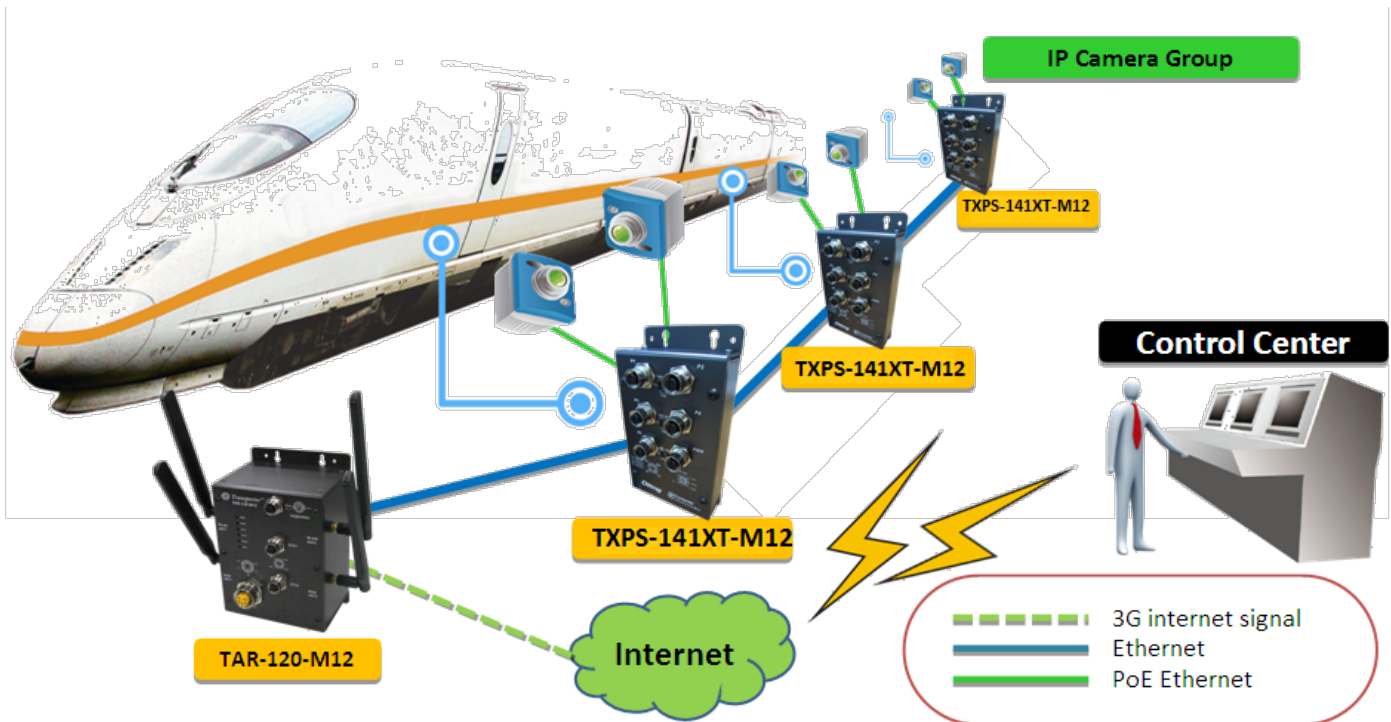 IP Camera Group
TXPS-141XT-M12
TXPS-141XT-M12
Control Center
TXPS-141XT-M12
3G internet signal
Ethernet
PoE Ethernet
Internet
TAR-120-M12